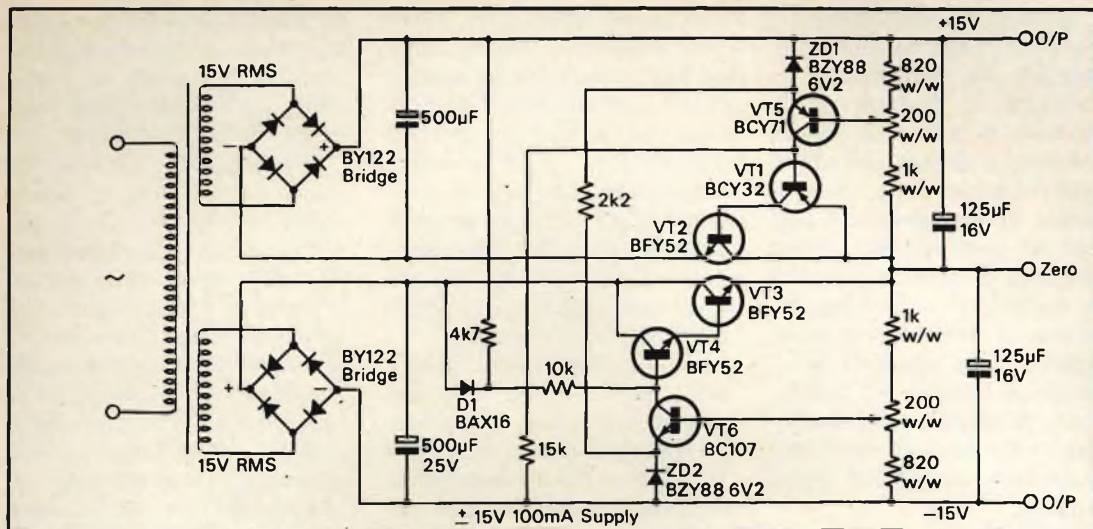 +15V
O/P
15V RMS
ZD1
BZY88
6V2
820
w/w
VT5
BCY71
200
w/w
500µF
BY122
Bridge
VT1
BCY32
1k
w/w
2k2
125µF
16V
VT2
BFY52
Zero
~
VT3
BFY52
1k
w/w
4k7
VT4
BFY52
BY122
Bridge
125µF
16V
10k
200
w/w
D1
BAX16
VT6
BC107
500µF
25V
15k
820
w/w
ZD2
BZY88 6V2
15V RMS
O/P
−15V
± 15V 100mA Supply